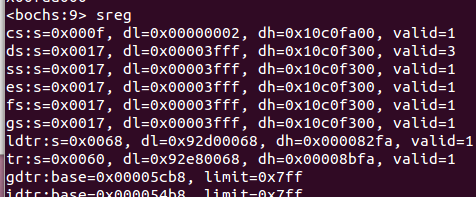 <bochs:9> sreg
cs:s=0x000f, dl=0x00000002, dh=0x10c0fa00, valid=1
ds:s=0x0017, dl=0x00003fff, dh=0x10c0f300, valid=3
ss:s=0x0017, dl=0x00003fff, dh=0x10c0f300, valid=1
es:s=0x0017, dl=0x00003fff, dh=0x10c0f300, valid=1
fs:s=0x0017, dl=0x00003fff, dh=0x10c0f300, valid=1
gs:s=0x0017, dl=0x00003fff, dh=0x10c0f300, valid=1
ldtr:s=0x0068, dl=0x92d00068, dh=0x000082fa, valid=1
tr:s=0x0060, dl=0x92e80068, dh=0x00008bfa, valid=1
gdtr:base=0x00005cb8, limit=0x7ff
idtr:base=0x000054b8, limit=0x7ff